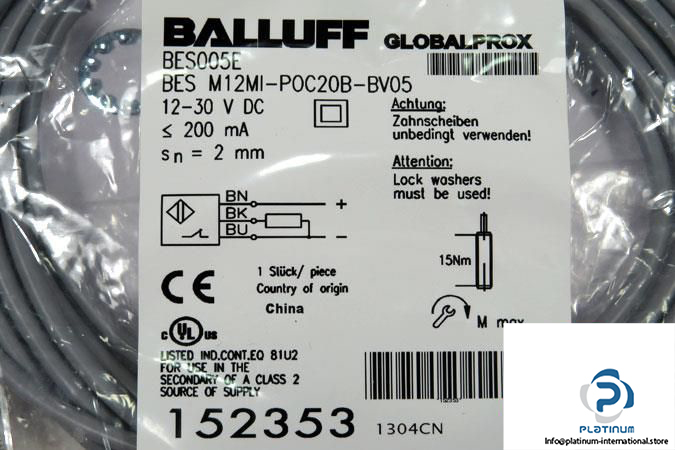 BALLUFF GLOBALPROX
BES005E
BES M12MI-POC20B-BV05
12-30 V DC
≤ 200 mA
sn = 2 mm
Achtung:
Zahnscheiben
unbedingt verwenden!
Attention:
Lock washers
must be used!
BN +
BK
BU –
15Nm
M max
CE
1 Stück/ piece
Country of origin
China
c UL us
LISTED IND.CONT.EQ 81U2
FOR USE IN THE
SECONDARY OF A CLASS 2
SOURCE OF SUPPLY
152353 1304CN
PLATINUM
Info@platinum-international.store